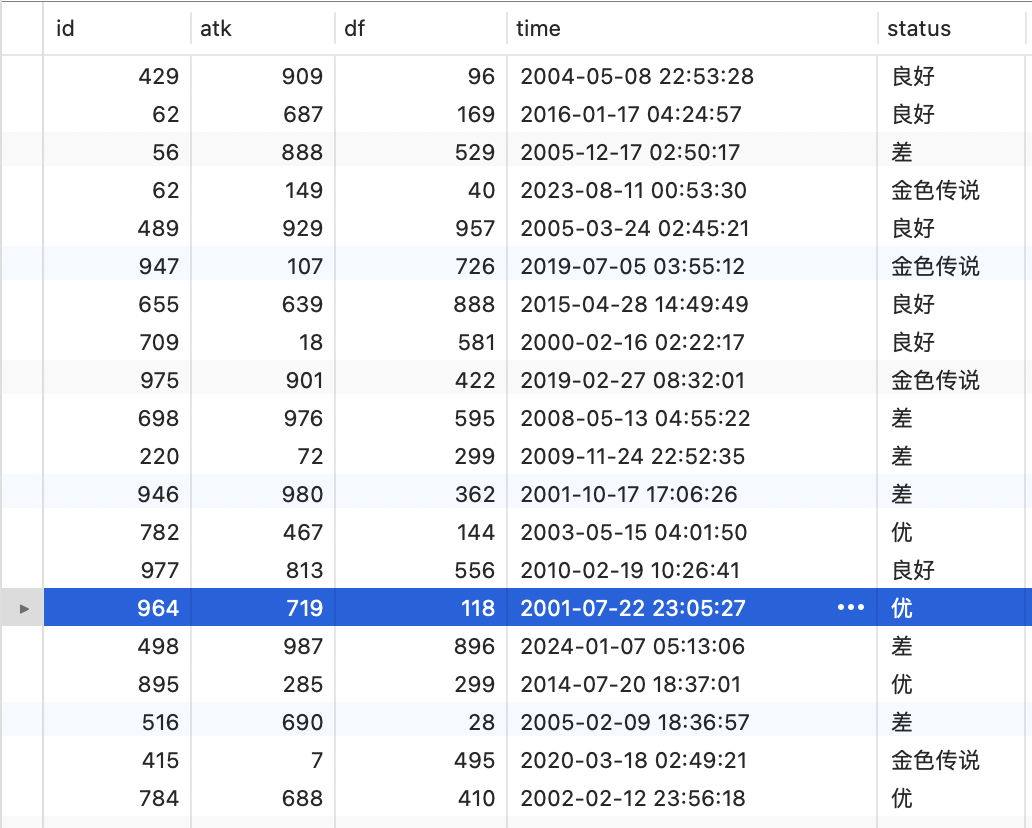 id atk df time status
429 909 96 2004-05-08 22:53:28 良好
62 687 169 2016-01-17 04:24:57 良好
56 888 529 2005-12-17 02:50:17 差
62 149 40 2023-08-11 00:53:30 金色传说
489 929 957 2005-03-24 02:45:21 良好
947 107 726 2019-07-05 03:55:12 金色传说
655 639 888 2015-04-28 14:49:49 良好
709 18 581 2000-02-16 02:22:17 良好
975 901 422 2019-02-27 08:32:01 金色传说
698 976 595 2008-05-13 04:55:22 差
220 72 299 2009-11-24 22:52:35 差
946 980 362 2001-10-17 17:06:26 差
782 467 144 2003-05-15 04:01:50 优
977 813 556 2010-02-19 10:26:41 良好
964 719 118 2001-07-22 23:05:27 ••• 优
498 987 896 2024-01-07 05:13:06 差
895 285 299 2014-07-20 18:37:01 优
516 690 28 2005-02-09 18:36:57 差
415 7 495 2020-03-18 02:49:21 金色传说
784 688 410 2002-02-12 23:56:18 优